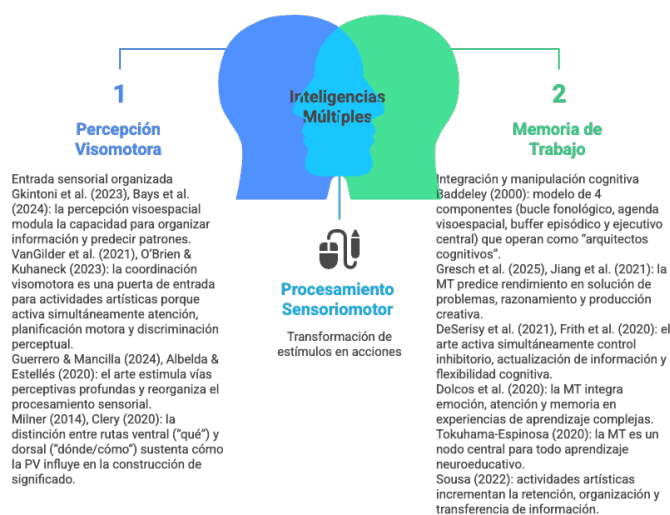 Inteligencias
Múltiples
1
Percepción
Visomotora
Entrada sensorial organizada
Gkintoni et al. (2023), Bays et al.
(2024): la percepción visoespacial
modula la capacidad para organizar
información y predecir patrones.
VanGilder et al. (2021), O'Brien &
Kuhaneck (2023): la coordinación
visomotora es una puerta de entrada
para actividades artísticas porque
activa simultáneamente atención,
planificación motora y discriminación
perceptual.
Guerrero & Mancilla (2024), Albelda &
Estellés (2020): el arte estimula vías
perceptivas profundas y reorganiza el
procesamiento sensorial.
Milner (2014), Clery (2020): la
distinción entre rutas ventral ("qué") y
dorsal ("dónde/cómo") sustenta cómo
la PV influye en la construcción de
significado.
Procesamiento
Sensoriomotor
Transformación de
estímulos en acciones
2
Memoria de
Trabajo
Integración y manipulación cognitiva
Baddeley (2000): modelo de 4
componentes (bucle fonológico, agenda
visoespacial, buffer episódico y ejecutivo
central) que operan como "arquitectos
cognitivos".
Gresch et al. (2025), Jiang et al. (2021): la
MT predice rendimiento en solución de
problemas, razonamiento y producción
creativa.
DeSerisy et al. (2021), Frith et al. (2020): el
arte activa simultáneamente control
inhibitorio, actualización de información y
flexibilidad cognitiva.
Dolcos et al. (2020): la MT integra
emoción, atención y memoria en
experiencias de aprendizaje complejas.
Tokuhama-Espinosa (2020): la MT es un
nodo central para todo aprendizaje
neuroeducativo.
Sousa (2022): actividades artísticas
incrementan la retención, organización y
transferencia de información.